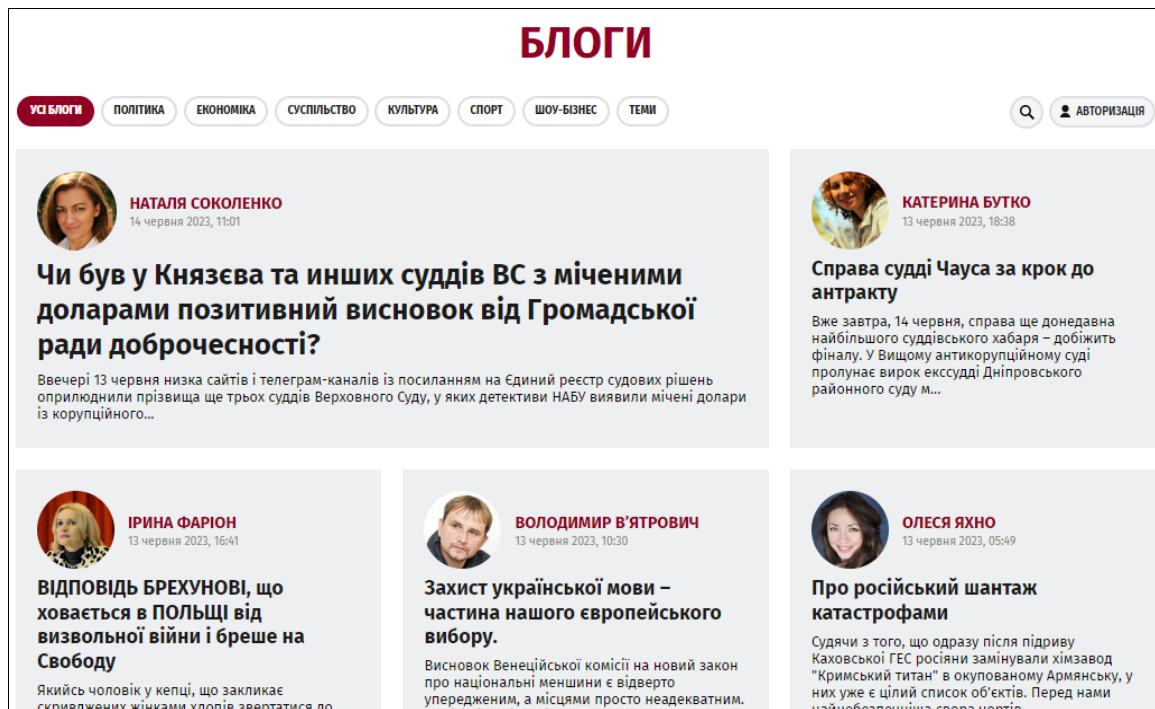 БЛОГИ
УСІ БЛОГИ
ПОЛІТИКА
ЕКОНОМІКА
СУСПІЛЬСТВО
КУЛЬТУРА
СПОРТ
ШОУ-БІЗНЕС
ТЕМИ
АВТОРИЗАЦІЯ
НАТАЛЯ СОКОЛЕНКО
14 червня 2023, 11:01
Чи був у Князєва та инших суддів ВС з міченими
доларами позитивний висновок від Громадської
ради доброчесності?
Ввечері 13 червня низка сайтів і телеграм-каналів із посиланням на Єдиний реєстр судових рішень
оприлюднили прізвища ще трьох суддів Верховного Суду, у яких детективи НАБУ виявили мічені долари
із корупційного...
КАТЕРИНА БУТКО
13 червня 2023, 18:38
Справа судді Чауса за крок до
антракту
Вже завтра, 14 червня, справа ще донедавна
найбільшого суддівського хабаря – добіжить
фіналу. У Вищому антикорупційному суді
пролунає вирок екссудді Дніпровського
районного суду м...
ІРИНА ФАРІОН
13 червня 2023, 16:41
ВІДПОВІДЬ БРЕХУНОВІ, що
ховається в ПОЛЬЩІ від
визвольної війни і бреше на
Свободу
Якийсь чоловік у кепці, що закликає
скривджених жінками хлопів звертатися до
ВОЛОДИМИР В'ЯТРОВИЧ
13 червня 2023, 10:30
Захист української мови –
частина нашого європейського
вибору.
Висновок Венеційської комісії на новий закон
про національні меншини є відверто
упередженим, а місцями просто неадекватним.
ОЛЕСЯ ЯХНО
13 червня 2023, 05:49
Про російський шантаж
катастрофами
Судячи з того, що одразу після підриву
Каховської ГЕС росіяни замінували хімзавод
"Кримський титан" в окупованому Армянську, у
них уже є цілий список об'єктів. Перед нами
найнебезпечніша свора чортів